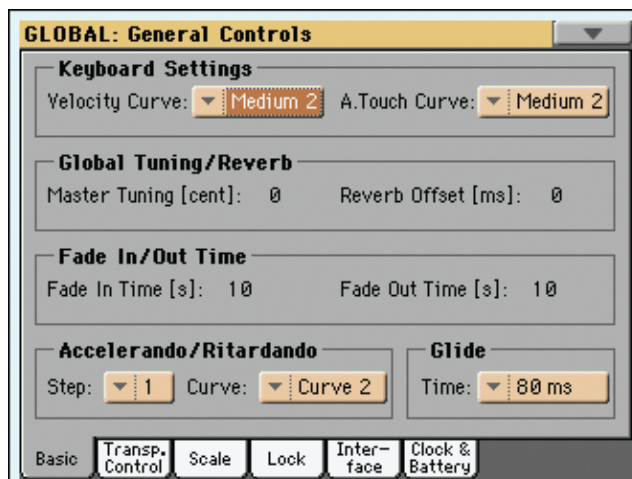 GLOBAL: General Controls
Keyboard Settings
Velocity Curve: Medium 2 A.Touch Curve: Medium 2
Global Tuning/Reverb
Master Tuning [cent]: 0 Reverb Offset [ms]: 0
Fade In/Out Time
Fade In Time [s]: 10 Fade Out Time [s]: 10
Accelerando/Ritardando Glide
Step: 1 Curve: Curve 2 Time: 80 ms
Basic
Transp.
Control
Scale
Lock
Inter-
face
Clock &
Battery